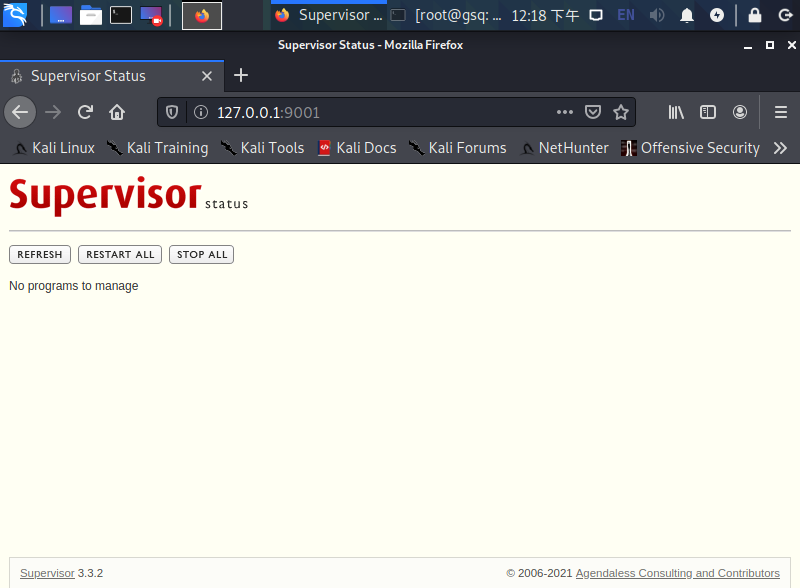 Supervisor ... [root@gsq: ... 12:18 下午 EN
Supervisor Status - Mozilla Firefox
Supervisor Status
127.0.0.1:9001
Kali Linux Kali Training Kali Tools Kali Docs Kali Forums NetHunter Offensive Security
Supervisor status
REFRESH RESTART ALL STOP ALL
No programs to manage
Supervisor 3.3.2 © 2006-2021 Agendaless Consulting and Contributors